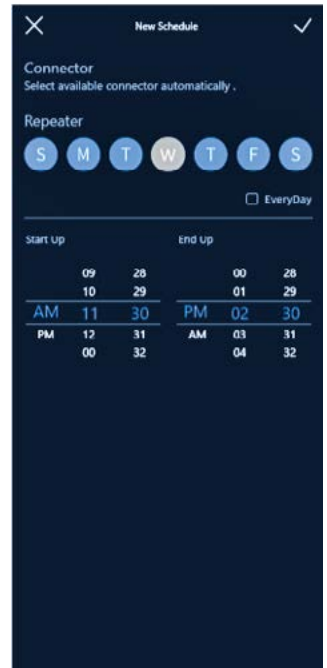 New Schedule
Connector
Select available connector automatically .
Repeater
S M T W T F S
EveryDay
Start Up End Up
09 28 00 28
10 29 01 29
AM 11 30 PM 02 30
PM 12 31 AM 03 31
00 32 04 32